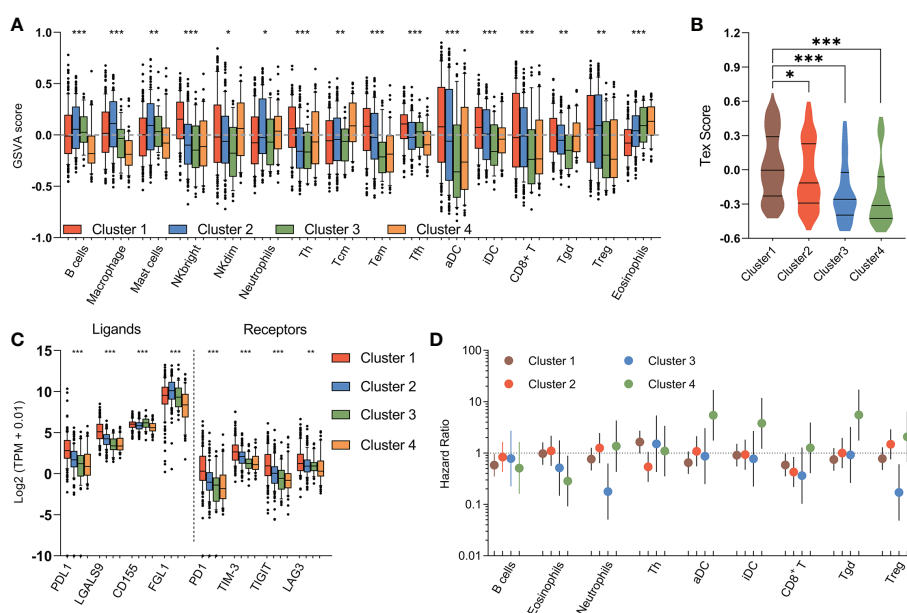 A
1.0
0.5
0.0
-0.5
-1.0
GSVA score
*** *** ** *** * * *** ** *** *** *** *** *** ** ** ***
Cluster 1 Cluster 2 Cluster 3 Cluster 4
B cells
Macrophage
Mast cells
NKbright
NKdim
Neutrophils
Th
Tcm
Tem
Tfh
aDC
iDC
CD8+ T
Tgd
Treg
Eosinophils
B
Tex Score
1.2
0.6
0.3
0.0
-0.3
-0.6
***
***
*
Cluster1
Cluster2
Cluster3
Cluster4
C
Ligands Receptors
Log2 (TPM + 0.01)
15
10
5
0
-5
-10
*** *** *** *** *** *** *** **
Cluster 1
Cluster 2
Cluster 3
Cluster 4
PDL1
LGALS9
CD155
FGL1
PD1
TIM-3
TIGIT
LAG3
D
Hazard Ratio
100
10
1
0.1
0.01
Cluster 1 Cluster 3
Cluster 2 Cluster 4
B cells
Eosinophils
Neutrophils
Th
aDC
iDC
CD8⁺ T
Tgd
Treg